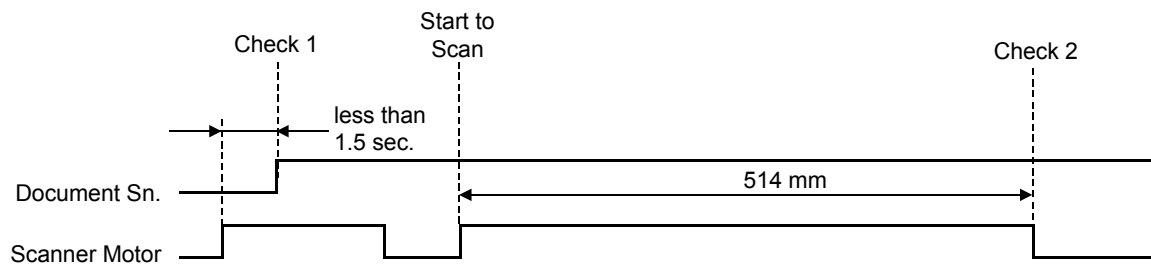 Start to
Scan
Check 1
Check 2
less than
1.5 sec.
514 mm
Document Sn.
Scanner Motor